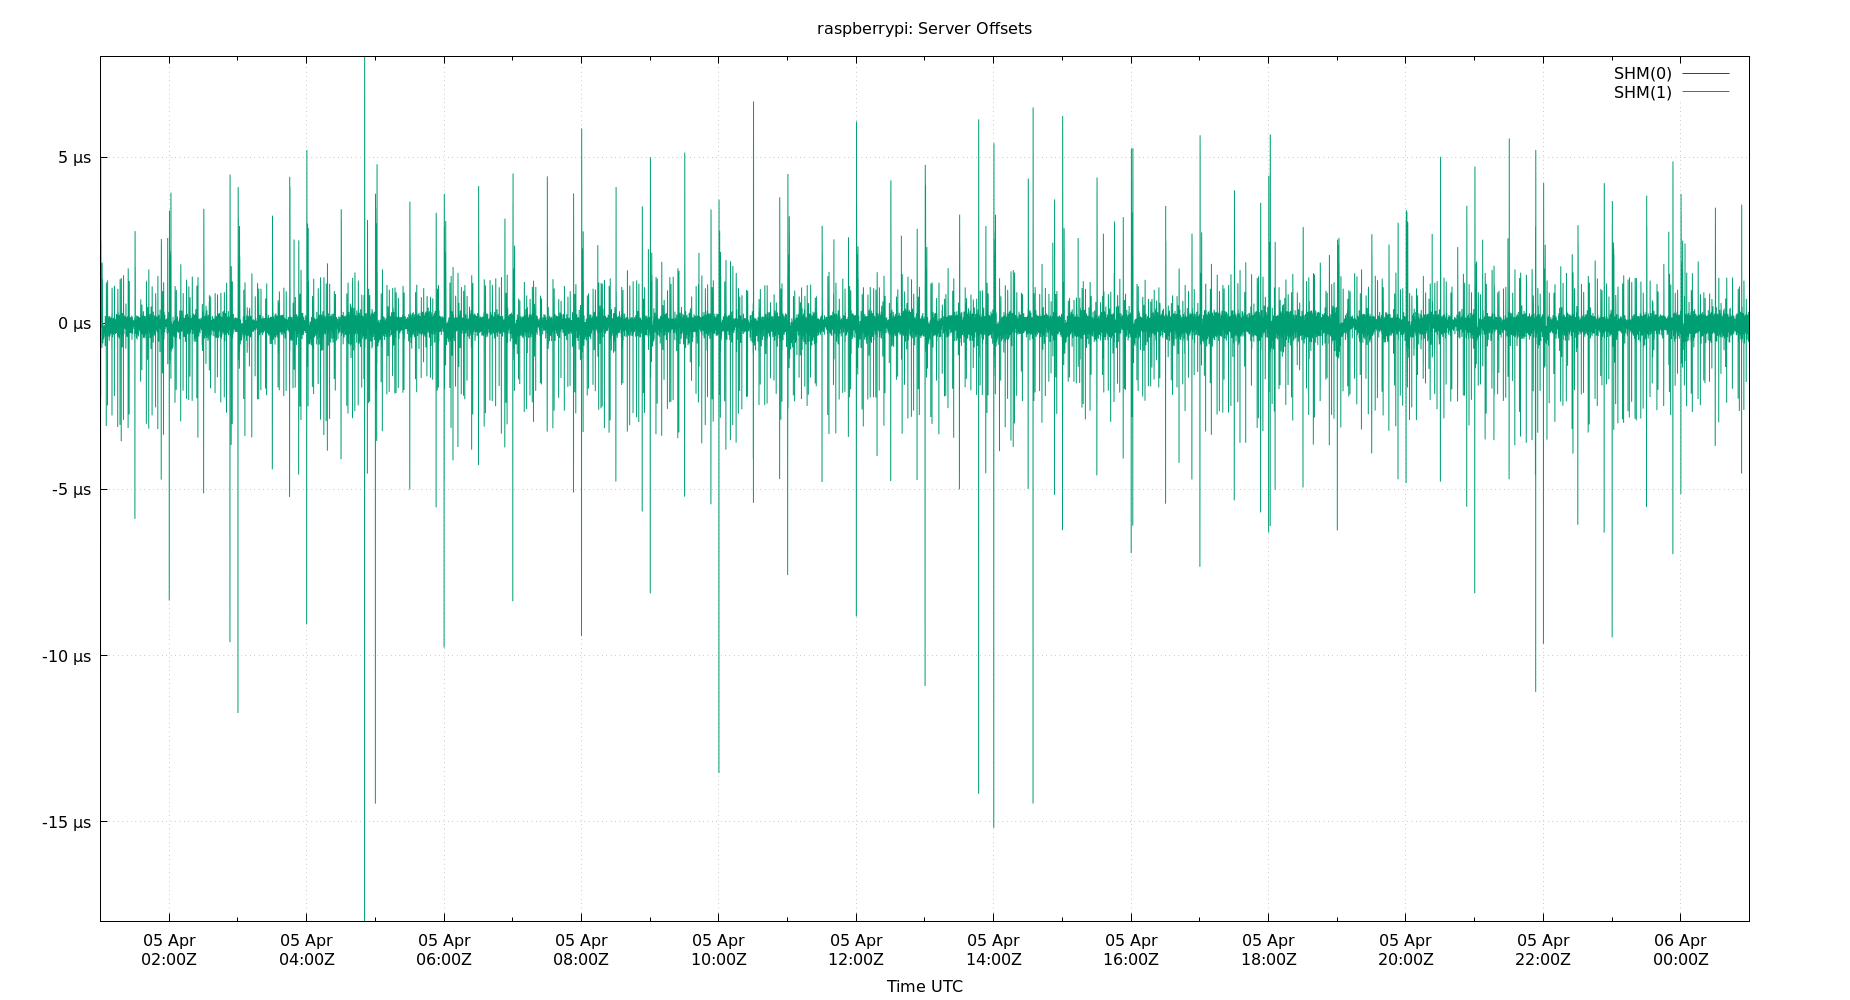 raspberrypi: Server Offsets
SHM(0)
SHM(1)
5 µs
0 µs
-5 µs
-10 µs
-15 µs
05 Apr 05 Apr 05 Apr 05 Apr 05 Apr 05 Apr 05 Apr 05 Apr 05 Apr 05 Apr 05 Apr 06 Apr
02:00Z 04:00Z 06:00Z 08:00Z 10:00Z 12:00Z 14:00Z 16:00Z 18:00Z 20:00Z 22:00Z 00:00Z
Time UTC